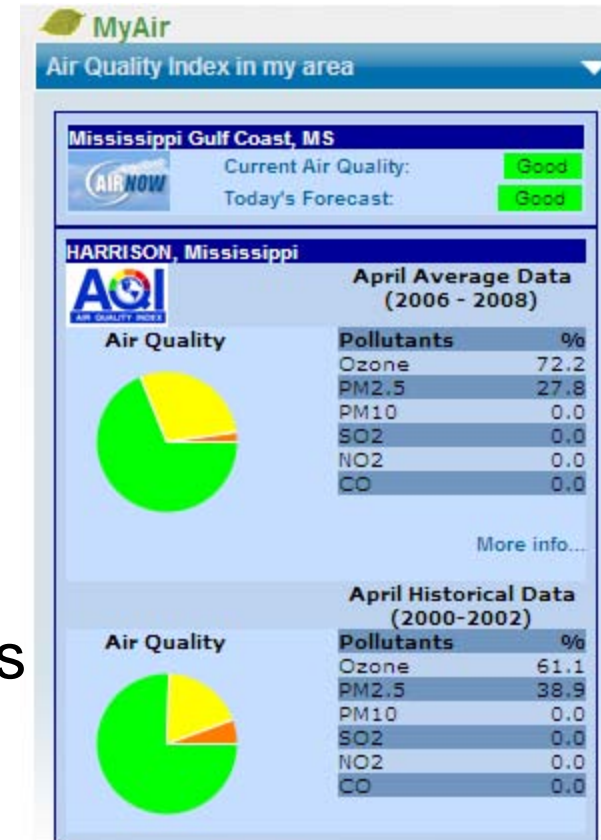 MyAir
Air Quality Index in my area
Mississippi Gulf Coast, MS
AIRNOW
Current Air Quality: Good
Today's Forecast: Good
HARRISON, Mississippi
AQI
AIR QUALITY INDEX
April Average Data
(2006 - 2008)
Air Quality
Pollutants %
Ozone 72.2
PM2.5 27.8
PM10 0.0
SO2 0.0
NO2 0.0
CO 0.0
More info...
April Historical Data
(2000-2002)
Air Quality
Pollutants %
s
Ozone 61.1
PM2.5 38.9
PM10 0.0
SO2 0.0
NO2 0.0
CO 0.0